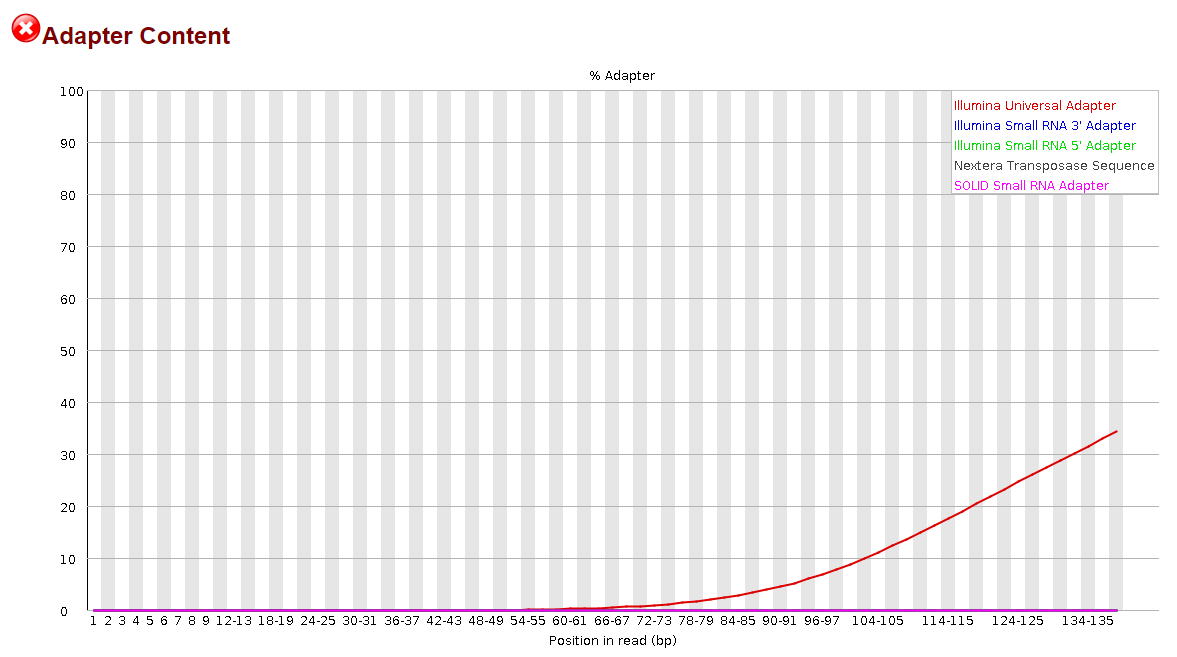 Adapter Content
% Adapter
100
90
80
70
60
50
40
30
20
10
0
Illumina Universal Adapter
Illumina Small RNA 3' Adapter
Illumina Small RNA 5' Adapter
Nextera Transposase Sequence
SOLID Small RNA Adapter
1 2 3 4 5 6 7 8 9 12-13 18-19 24-25 30-31 36-37 42-43 48-49 54-55 60-61 66-67 72-73 78-79 84-85 90-91 96-97 104-105 114-115 124-125 134-135
Position in read (bp)